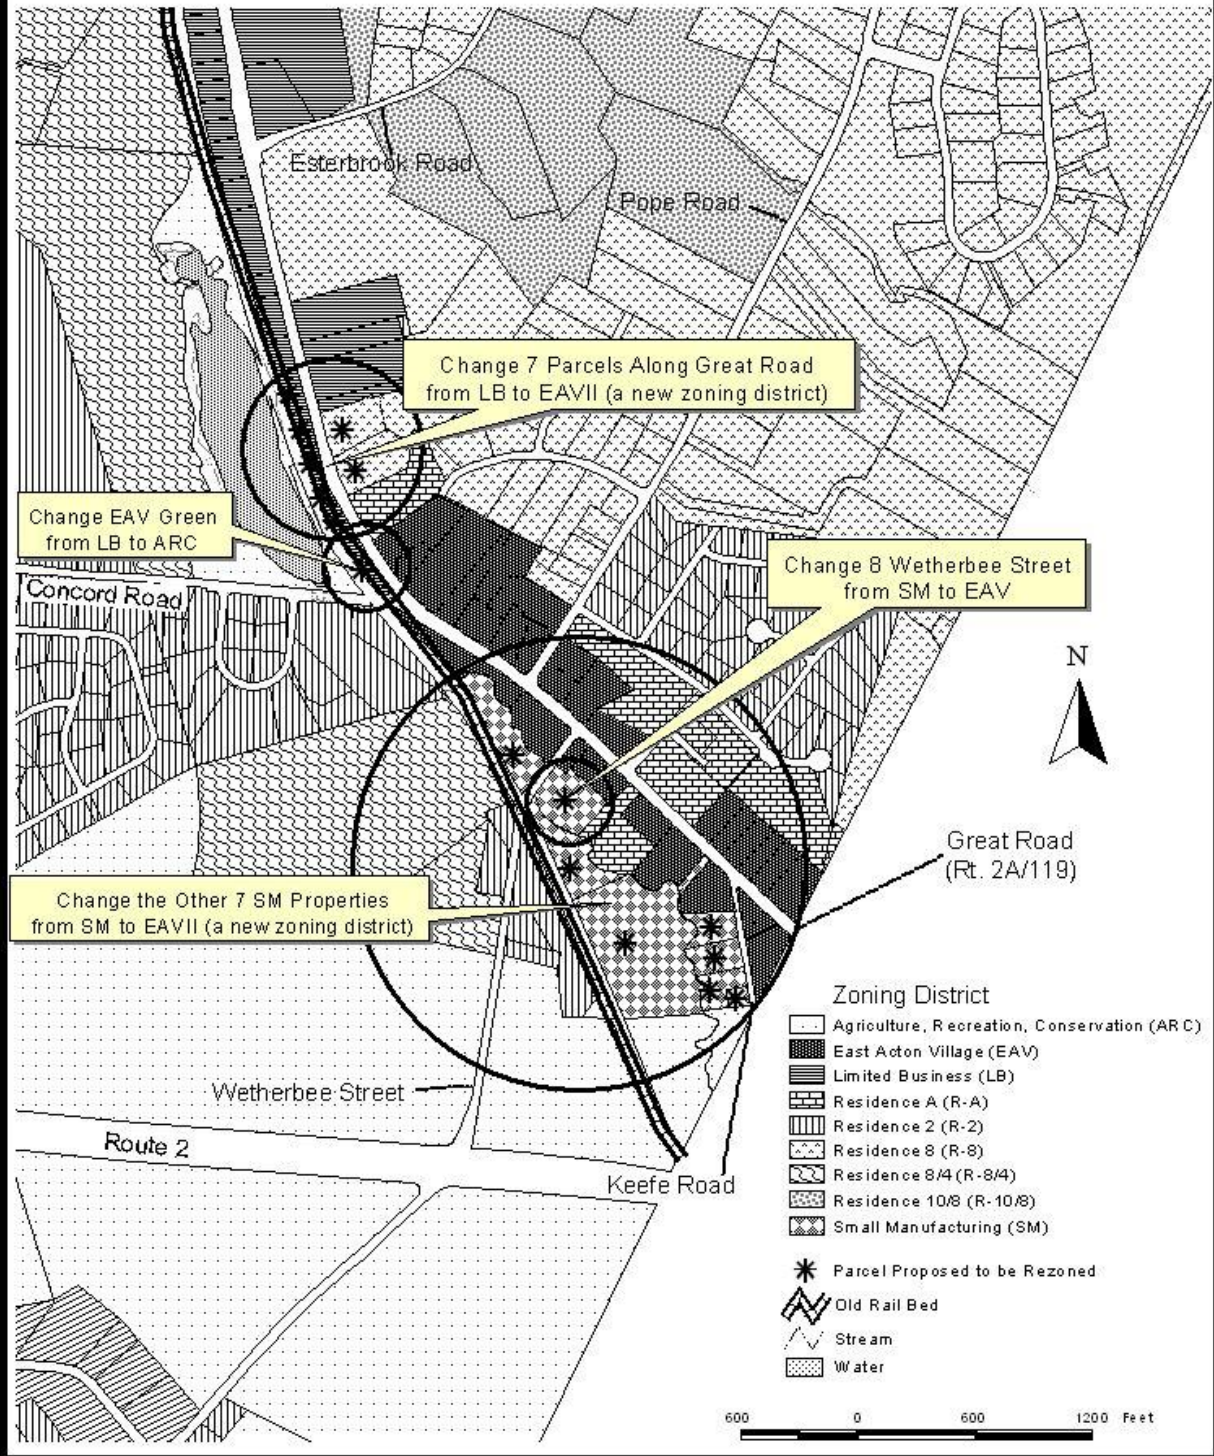 Esterbrook Road
Pope Road
Change 7 Parcels Along Great Road
from LB to EAVII (a new zoning district)
Change EAV Green
from LB to ARC
Change 8 Wetherbee Street
from SM to EAV
Concord Road
N
Great Road
(Rt. 2A/119)
Change the Other 7 SM Properties
from SM to EAVII (a new zoning district)
Zoning District
Agriculture, Recreation, Conservation (ARC)
East Acton Village (EAV)
Limited Business (LB)
Residence A (R-A)
Residence 2 (R-2)
Residence 8 (R-8)
Residence 8/4 (R-8/4)
Residence 10/8 (R-10/8)
Small Manufacturing (SM)
Wetherbee Street
Route 2
Keefe Road
Parcel Proposed to be Rezoned
Old Rail Bed
Stream
Water
600 0 600 1200 Feet